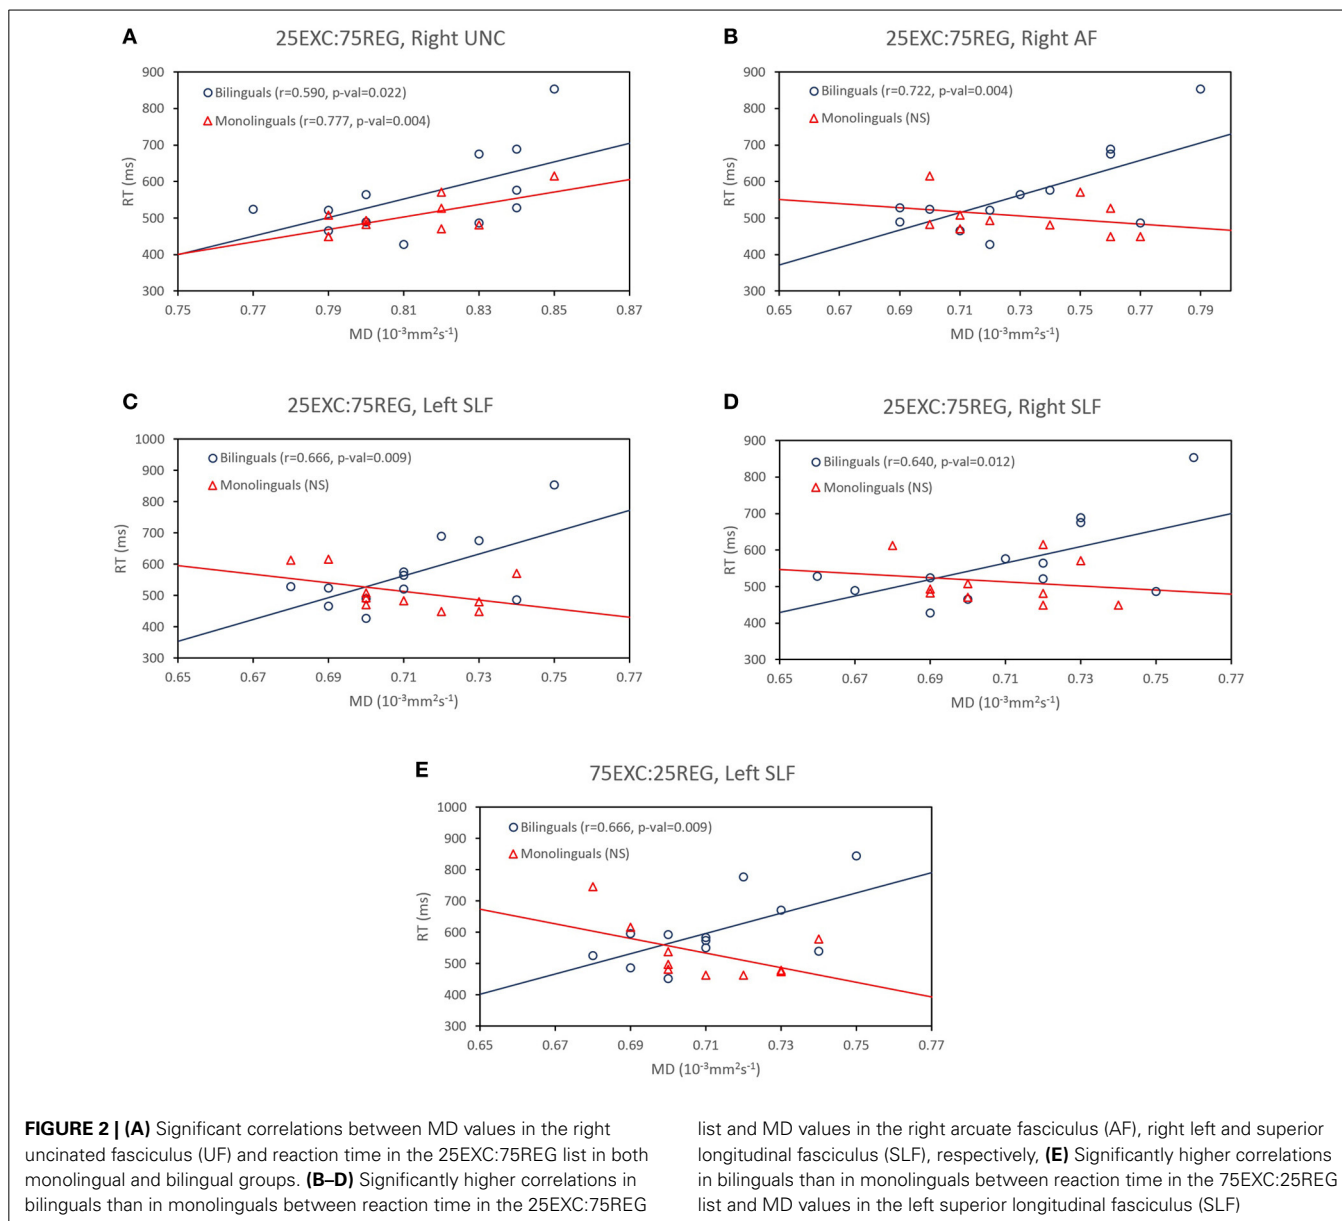 A
25EXC:75REG, Right UNC
900
800
700
600
500
400
300
RT (ms)
Bilinguals (r=0.590, p-val=0.022)
Monolinguals (r=0.777, p-val=0.004)
0.75 0.77 0.79 0.81 0.83 0.85 0.87
MD (10⁻³mm²s⁻¹)
B
25EXC:75REG, Right AF
900
800
700
600
500
400
300
RT (ms)
Bilinguals (r=0.722, p-val=0.004)
Monolinguals (NS)
0.65 0.67 0.69 0.71 0.73 0.75 0.77 0.79
MD (10⁻³mm²s⁻¹)
C
25EXC:75REG, Left SLF
1000
900
800
700
600
500
400
300
RT (ms)
Bilinguals (r=0.666, p-val=0.009)
Monolinguals (NS)
0.65 0.67 0.69 0.71 0.73 0.75 0.77
MD (10⁻³mm²s⁻¹)
D
25EXC:75REG, Right SLF
900
800
700
600
500
400
300
RT (ms)
Bilinguals (r=0.640, p-val=0.012)
Monolinguals (NS)
0.65 0.67 0.69 0.71 0.73 0.75 0.77
MD (10⁻³mm²s⁻¹)
E
75EXC:25REG, Left SLF
1000
900
800
700
600
500
400
300
RT (ms)
Bilinguals (r=0.666, p-val=0.009)
Monolinguals (NS)
0.65 0.67 0.69 0.71 0.73 0.75 0.77
MD (10⁻³mm²s⁻¹)
FIGURE 2 | (A) Significant correlations between MD values in the right
uncinated fasciculus (UF) and reaction time in the 25EXC:75REG list in both
monolingual and bilingual groups. (B–D) Significantly higher correlations in
bilinguals than in monolinguals between reaction time in the 25EXC:75REG
list and MD values in the right arcuate fasciculus (AF), right left and superior
longitudinal fasciculus (SLF), respectively, (E) Significantly higher correlations
in bilinguals than in monolinguals between reaction time in the 75EXC:25REG
list and MD values in the left superior longitudinal fasciculus (SLF)